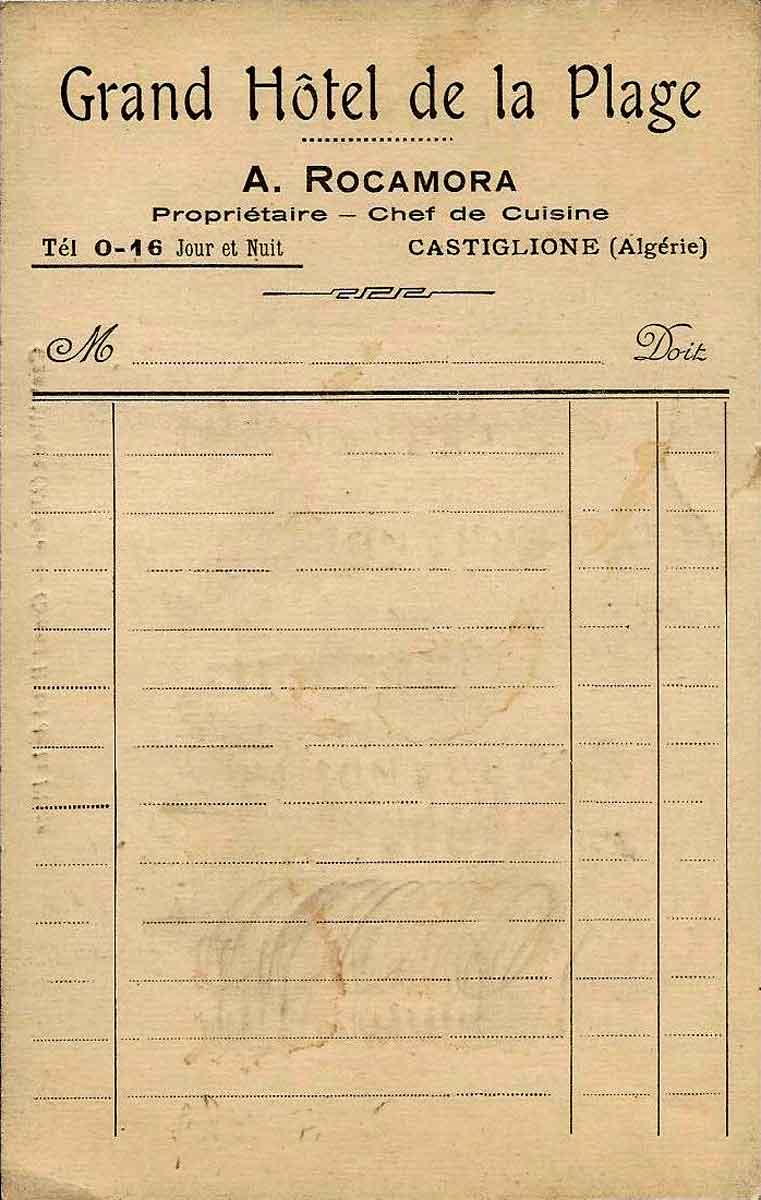 Grand Hôtel de la Plage
A. ROCAMORA
Propriétaire – Chef de Cuisine
Tél 0-16 Jour et Nuit CASTIGLIONE (Algérie)
M Doit